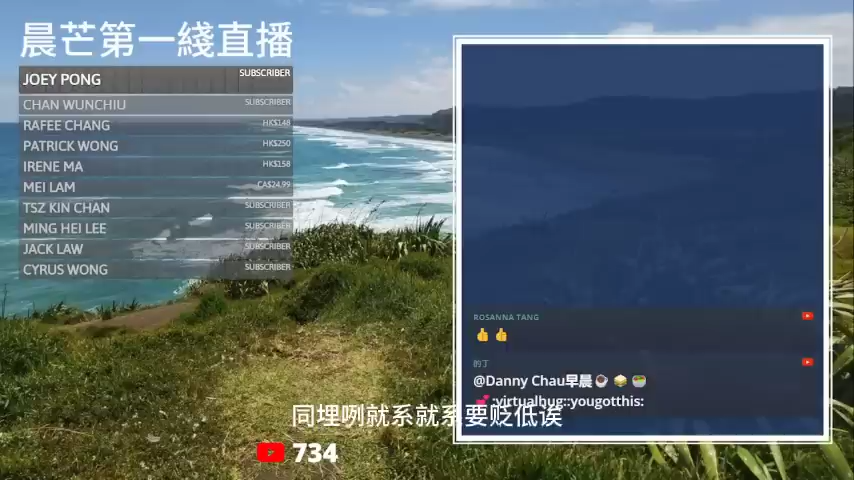 晨芒第一綫直播
JOEY PONG SUBSCRIBER
CHAN WUNCHIU SUBSCRIBER
RAFEE CHANG HK$148
PATRICK WONG HK$250
IRENE MA HK$158
MEI LAM CA$24.99
TSZ KIN CHAN SUBSCRIBER
MING HEI LEE SUBSCRIBER
JACK LAW SUBSCRIBER
CYRUS WONG SUBSCRIBER
ROSANNA TANG
👍 👍
的丁
@Danny Chau早晨
💕:virtualhug::yougotthis:
同埋咧就系就系要贬低诶
734